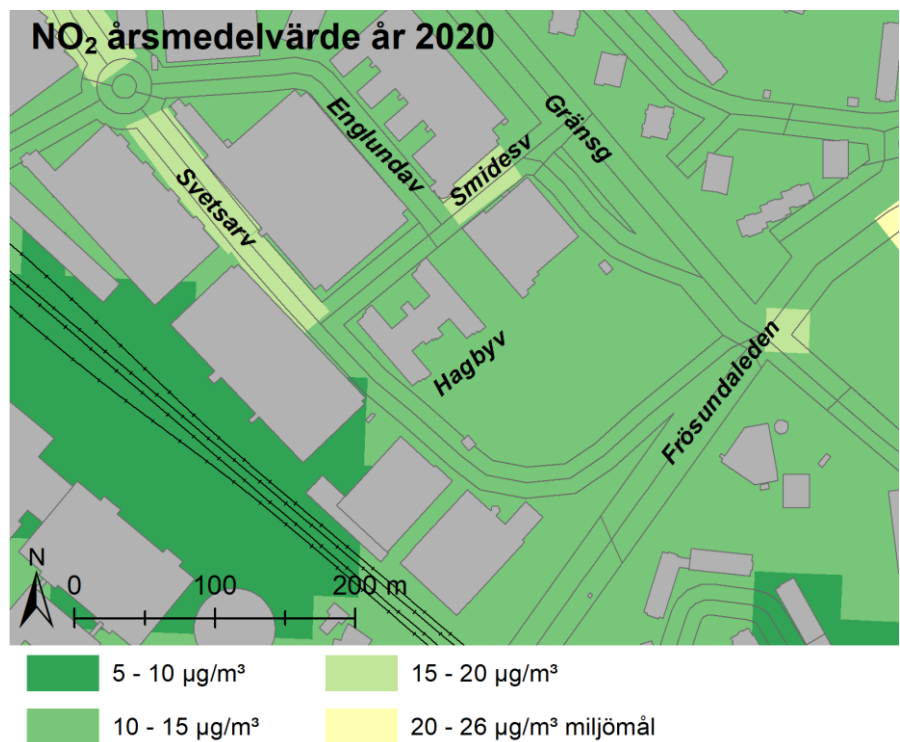 NO₂ årsmedelvärde år 2020
Englundav
Gränsg
Smidesv
Svetsarv
Hagbyv
Frösundaleden
N
0 100 200 m
5 - 10 µg/m³
15 - 20 µg/m³
10 - 15 µg/m³
20 - 26 µg/m³ miljömål